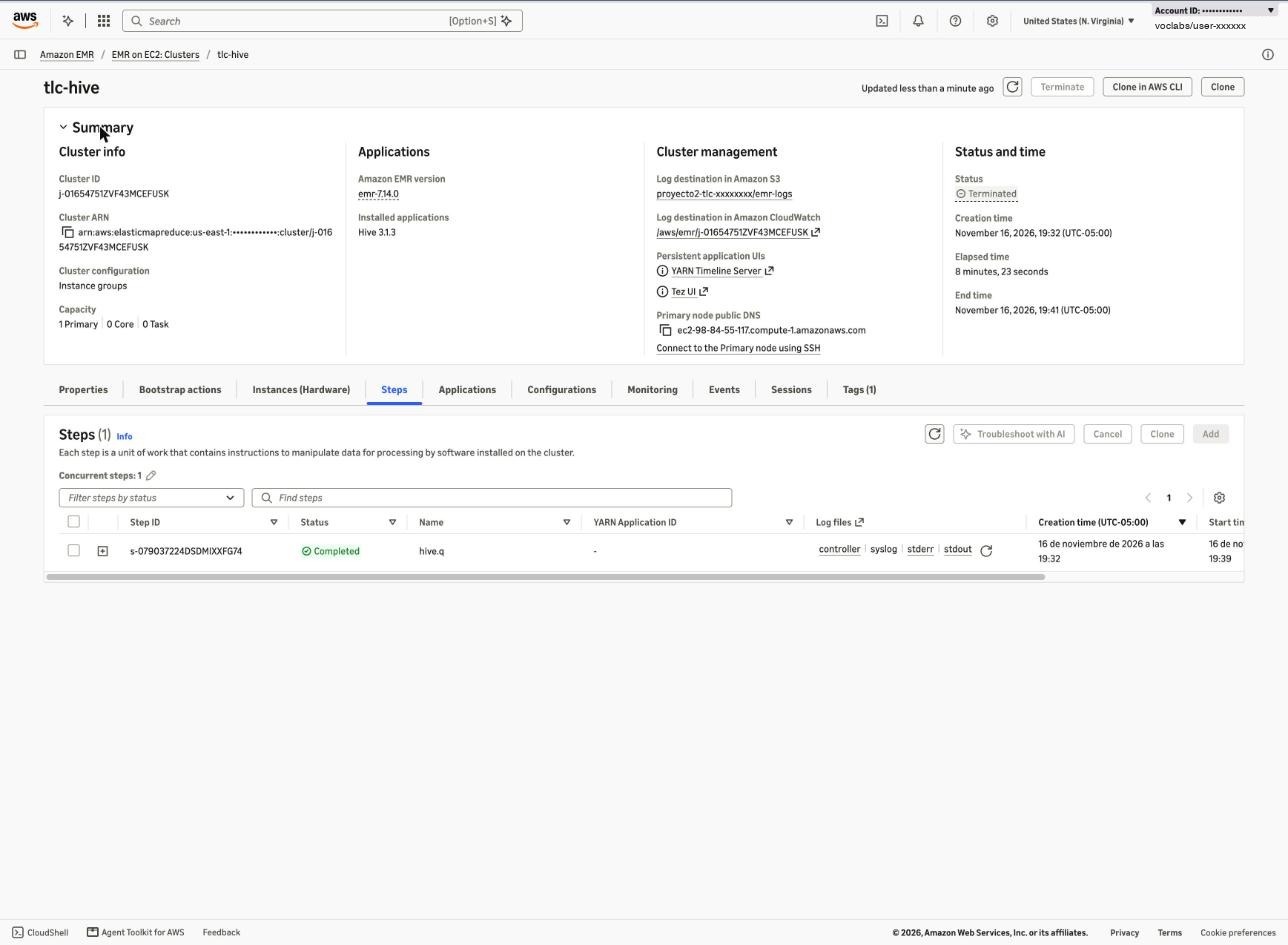 aws
Search [Option+S]
United States (N. Virginia)
Account ID: ••••••••••••
voclabs/user-xxxxxx
Amazon EMR / EMR on EC2: Clusters / tlc-hive
tlc-hive
Updated less than a minute ago
Terminate
Clone in AWS CLI
Clone
Summary
Cluster info
Cluster ID
j-01654751ZVF43MCEFUSK
Cluster ARN
arn:aws:elasticmapreduce:us-east-1:••••••••••••:cluster/j-016
54751ZVF43MCEFUSK
Cluster configuration
Instance groups
Capacity
1 Primary | 0 Core | 0 Task
Applications
Amazon EMR version
emr-7.14.0
Installed applications
Hive 3.1.3
Cluster management
Log destination in Amazon S3
proyecto2-tlc-xxxxxxxx/emr-logs
Log destination in Amazon CloudWatch
/aws/emr/j-01654751ZVF43MCEFUSK
Persistent application UIs
YARN Timeline Server
Tez UI
Primary node public DNS
ec2-98-84-55-117.compute-1.amazonaws.com
Connect to the Primary node using SSH
Status and time
Status
Terminated
Creation time
November 16, 2026, 19:32 (UTC-05:00)
Elapsed time
8 minutes, 23 seconds
End time
November 16, 2026, 19:41 (UTC-05:00)
Properties | Bootstrap actions | Instances (Hardware) | Steps | Applications | Configurations | Monitoring | Events | Sessions | Tags (1)
Steps (1) Info
Troubleshoot with AI
Cancel
Clone
Add
Each step is a unit of work that contains instructions to manipulate data for processing by software installed on the cluster.
Concurrent steps: 1
Filter steps by status
Find steps
1
Step ID | Status | Name | YARN Application ID | Log files | Creation time (UTC-05:00) | Start tin
s-079037224DSDMIXXFG74 Completed hive.q - controller | syslog | stderr | stdout
16 de noviembre de 2026 a las
19:32
16 de no
19:39
CloudShell Agent Toolkit for AWS Feedback
© 2026, Amazon Web Services, Inc. or its affiliates. Privacy Terms Cookie preferences